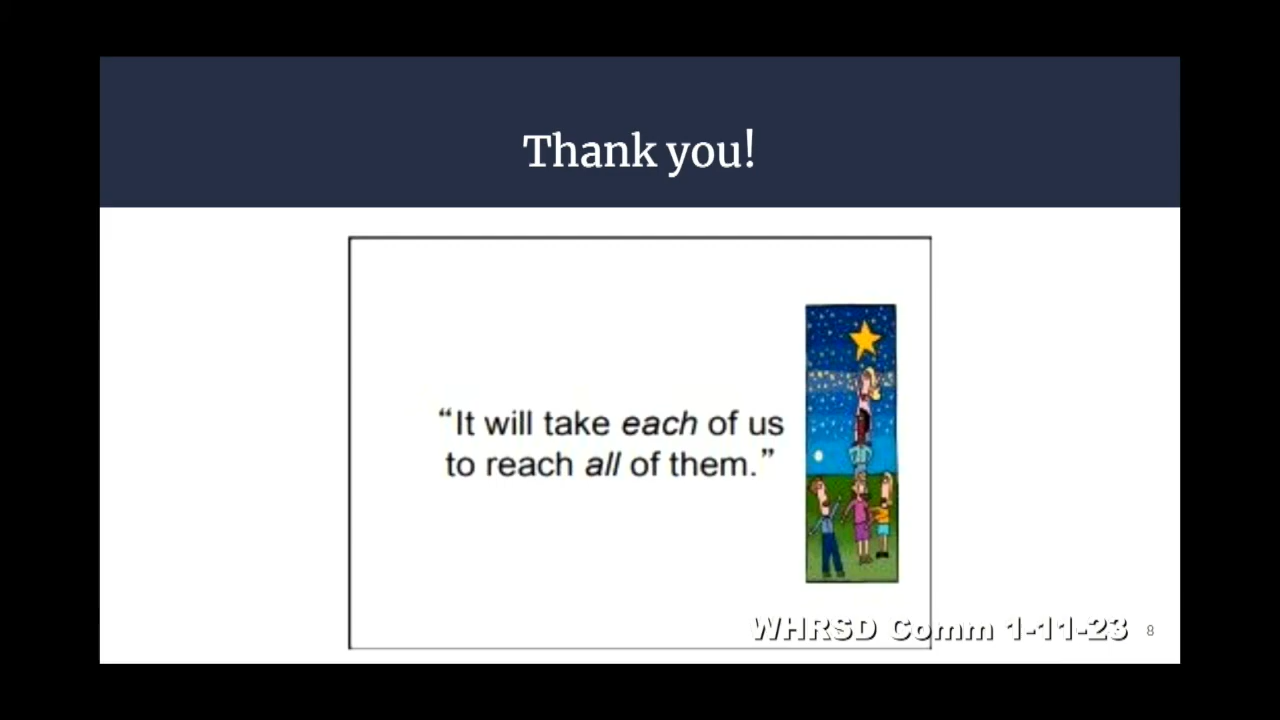 Thank you!
“It will take each of us
to reach all of them.”
WHRSD Comm 1-11-23
8